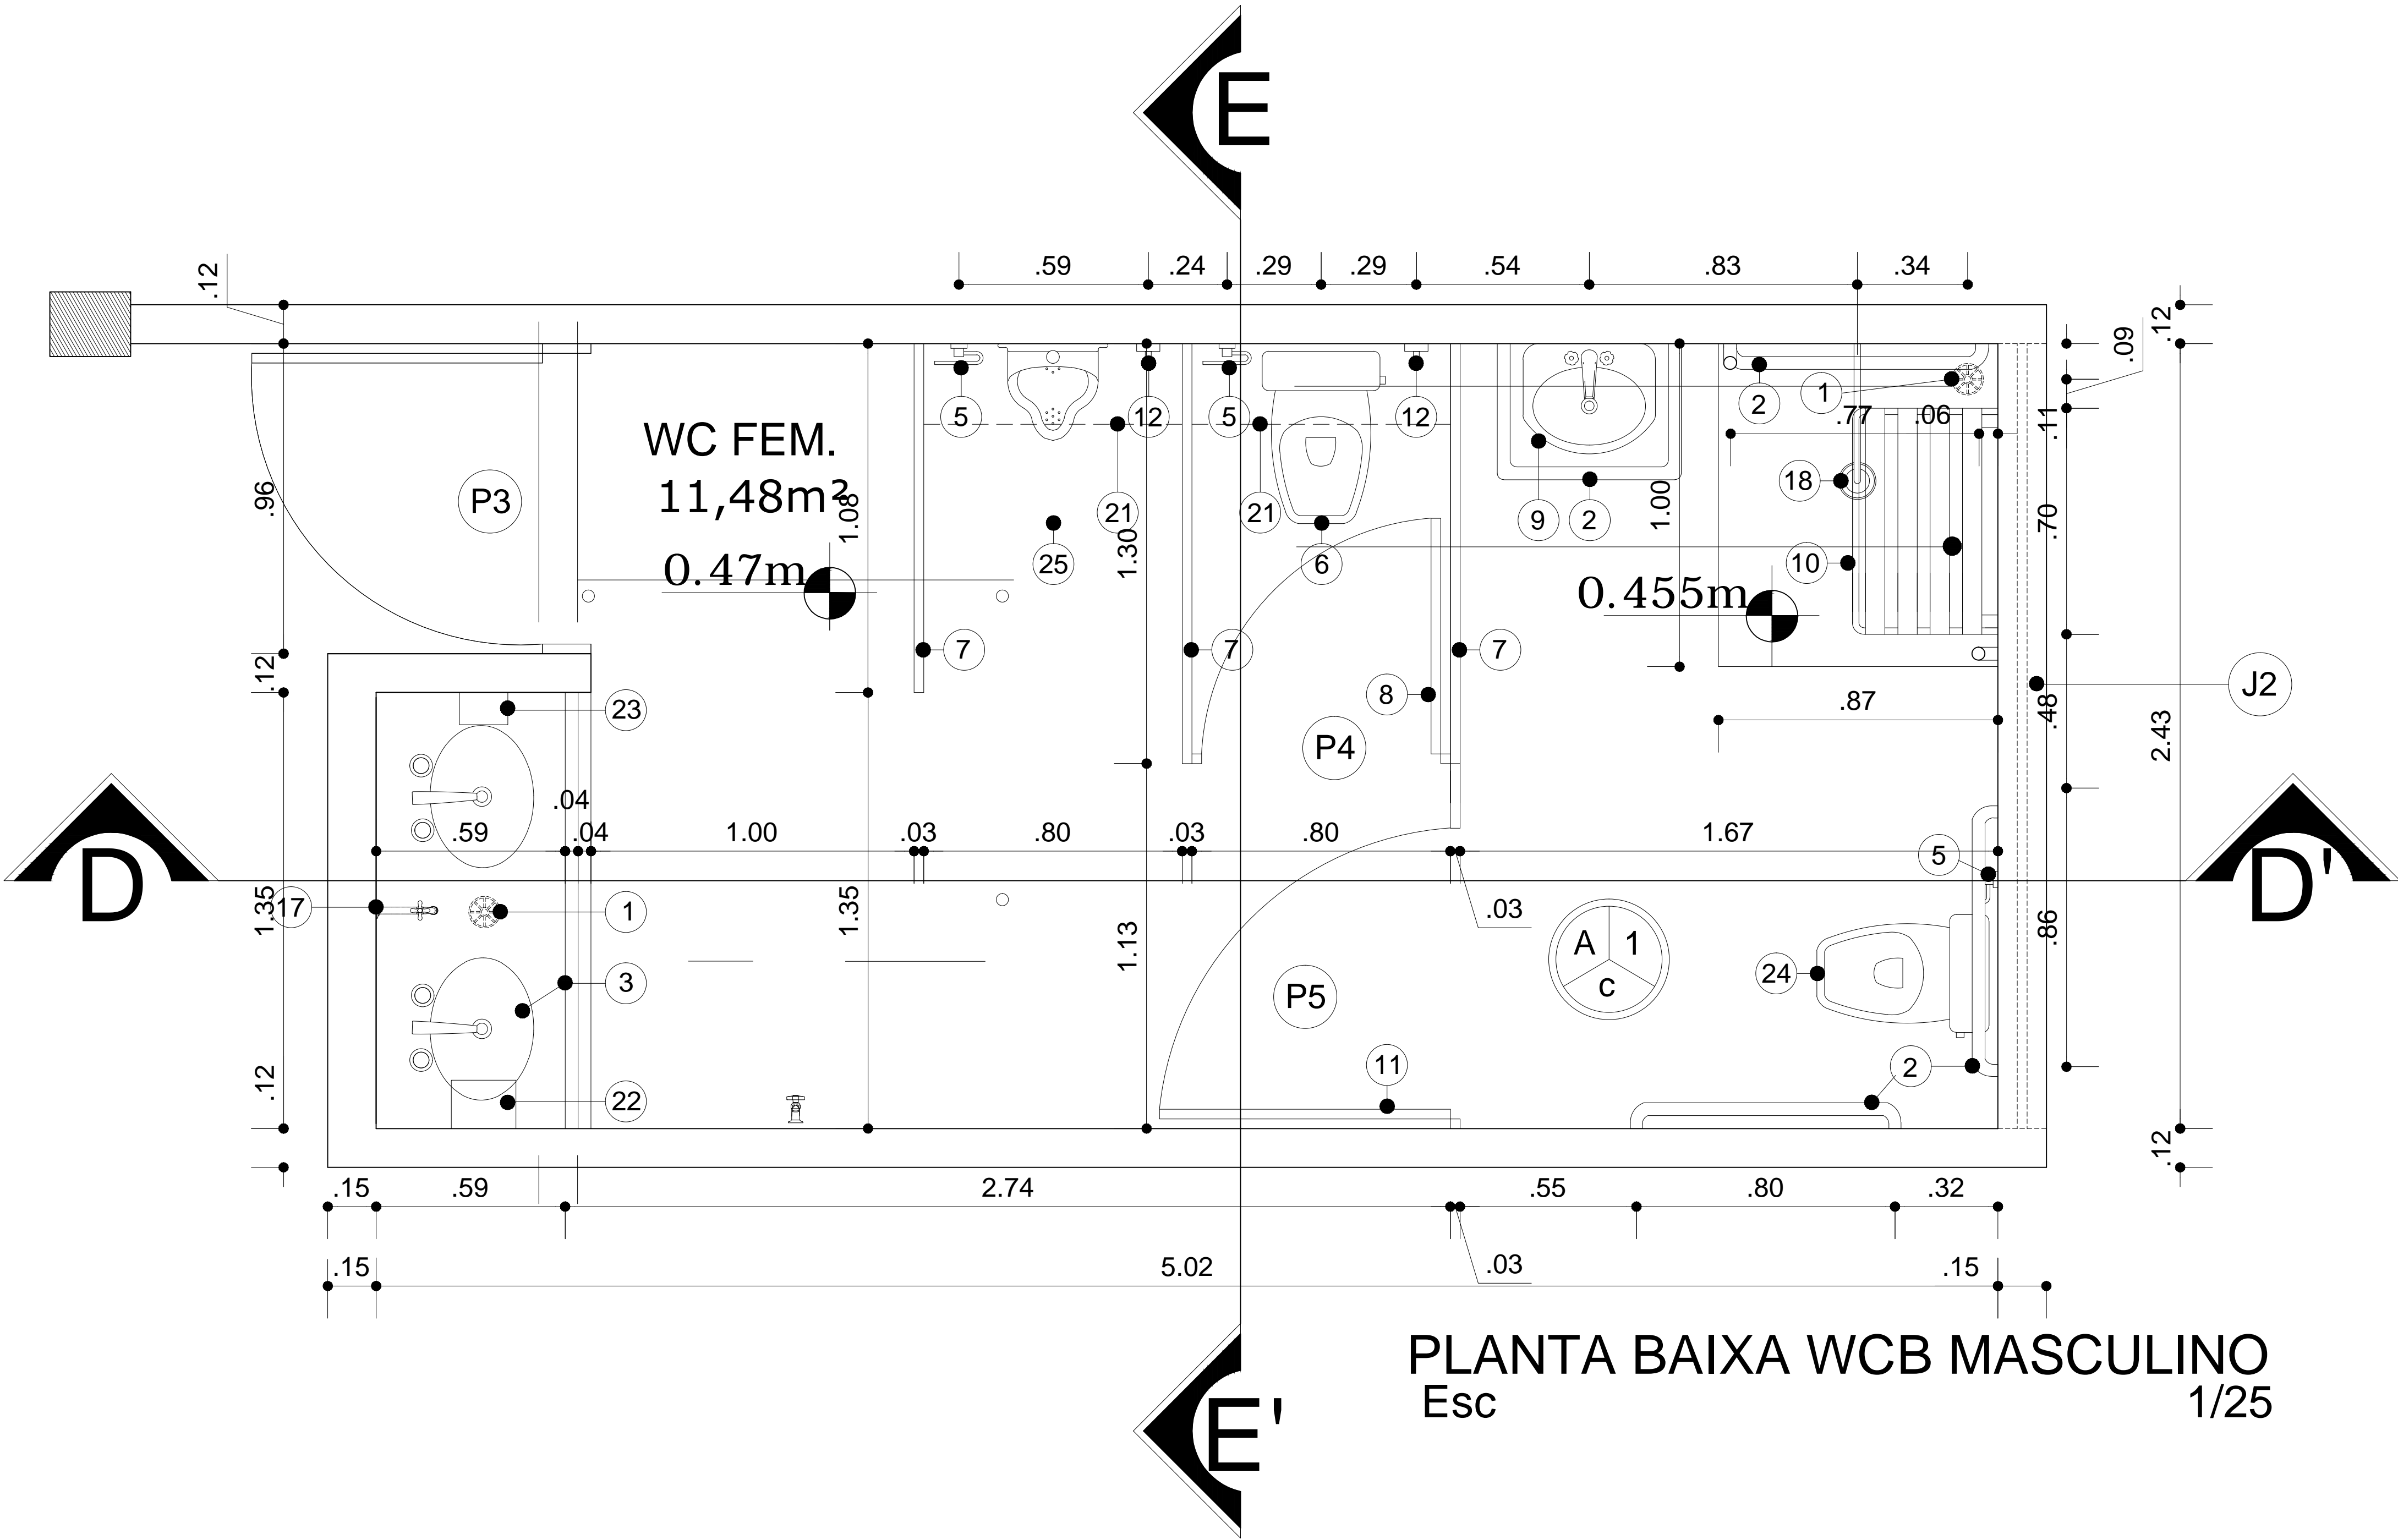 E
.59 .24 .29 .29 .54 .83 .34
.12
.12
.09
5 12 5 12 2 1
.77 .06
.11
WC FEM.
11,48m²
P3
.96
1.08
21 21
9 2
1.00
18
.70
25
1.30
6
10
0.47m
0.455m
7 7 7
.12
8
.87
J2
.48
23
P4
2.43
.04
.59 .04 1.00 .03 .80 .03 .80 1.67
5
D
D'
17
1.35
1
1.35
1.13
.03
.86
A 1
c
24
3
P5
11
2
.12
22
.12
.15 .59 2.74 .55 .80 .32
.15 5.02 .03 .15
PLANTA BAIXA WCB MASCULINO
Esc 1/25
E'